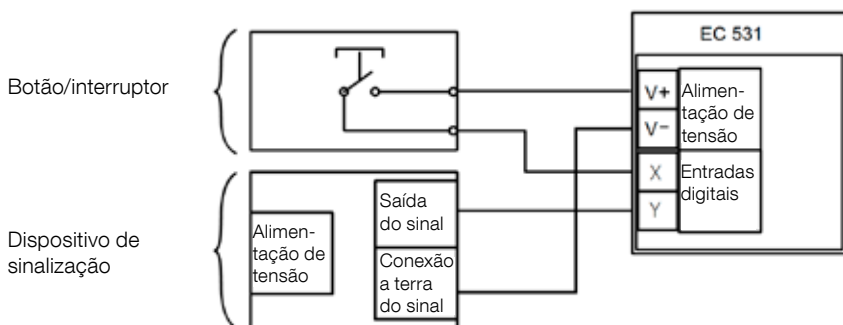 EC 531
Botão/interruptor
V+
V-
Alimen-
tação de
tensão
X
Y
Entradas
digitais
Dispositivo de
sinalização
Alimen-
tação de
tensão
Saída
do sinal
Conexão
a terra
do sinal